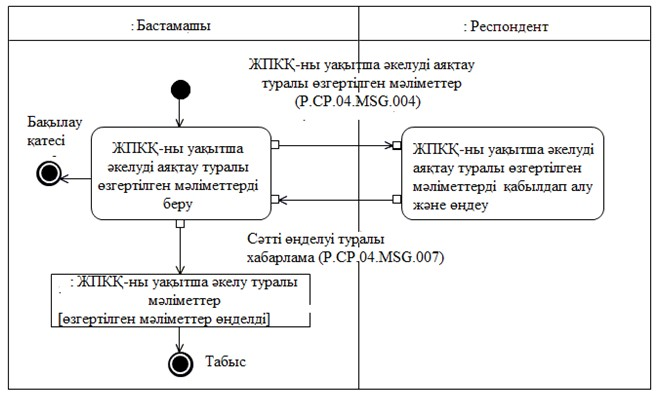 : Бастамашы
: Респондент
ЖПКҚ-ны уақытша әкелуді аяқтау
туралы өзгертілген мәліметтер
(P.CP.04.MSG.004)
Бақылау
қатесі
ЖПКҚ-ны уақытша
әкелуді аяқтау туралы
өзгертілген мәліметтерді
беру
ЖПКҚ-ны уақытша әкелуді
аяқтау туралы өзгертілген
мәліметтерді қабылдап алу
және өңдеу
Сәтті өңделуі туралы
хабарлама (P.CP.04.MSG.007)
: ЖПКҚ-ны уақытша әкелу туралы
мәліметтер
[өзгертілген мәліметтер өңделді]
Табыс